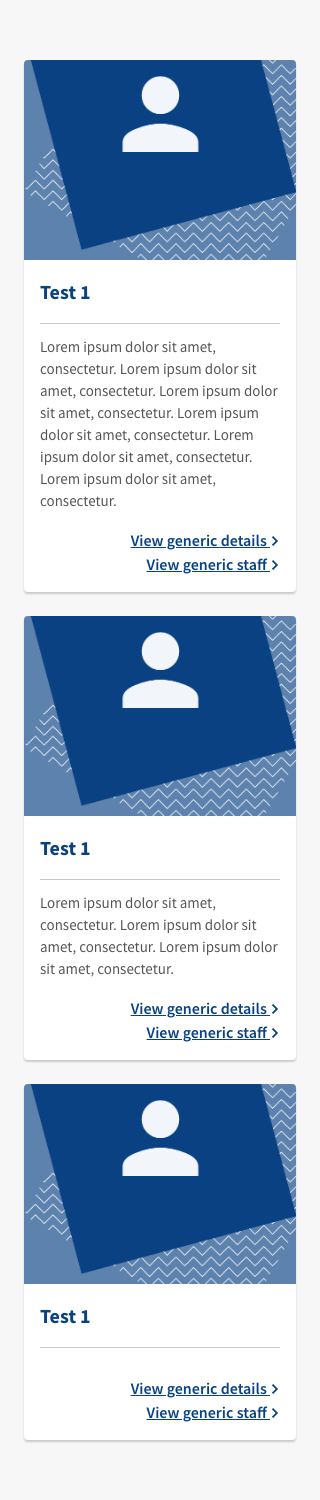 Test 1
Lorem ipsum dolor sit amet,
consectetur. Lorem ipsum dolor sit
amet, consectetur. Lorem ipsum dolor
sit amet, consectetur. Lorem ipsum
dolor sit amet, consectetur. Lorem
ipsum dolor sit amet, consectetur.
Lorem ipsum dolor sit amet,
consectetur.
View generic details
View generic staff
Test 1
Lorem ipsum dolor sit amet,
consectetur. Lorem ipsum dolor sit
amet, consectetur. Lorem ipsum dolor
sit amet, consectetur.
View generic details
View generic staff
Test 1
View generic details
View generic staff